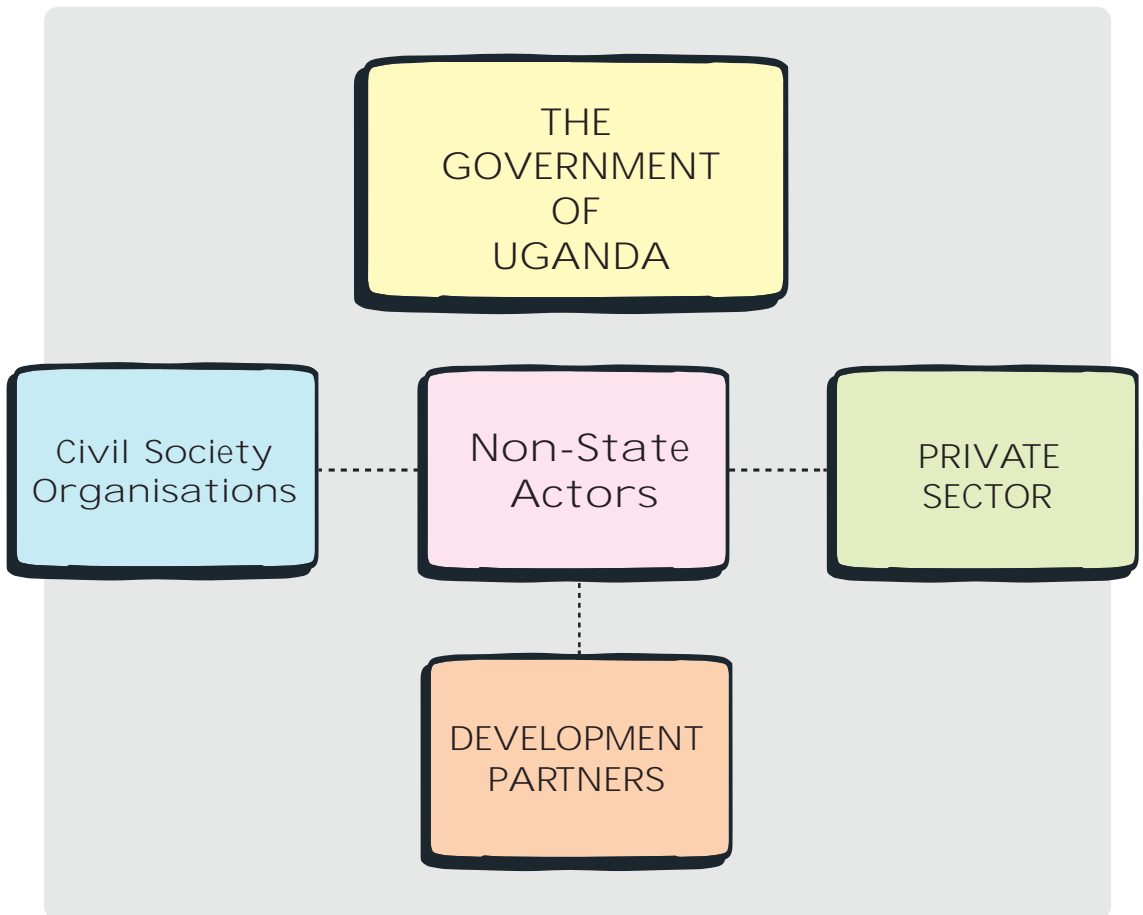 THE
GOVERNMENT
OF
UGANDA
Civil Society
Organisations
Non-State
Actors
PRIVATE
SECTOR
DEVELOPMENT
PARTNERS